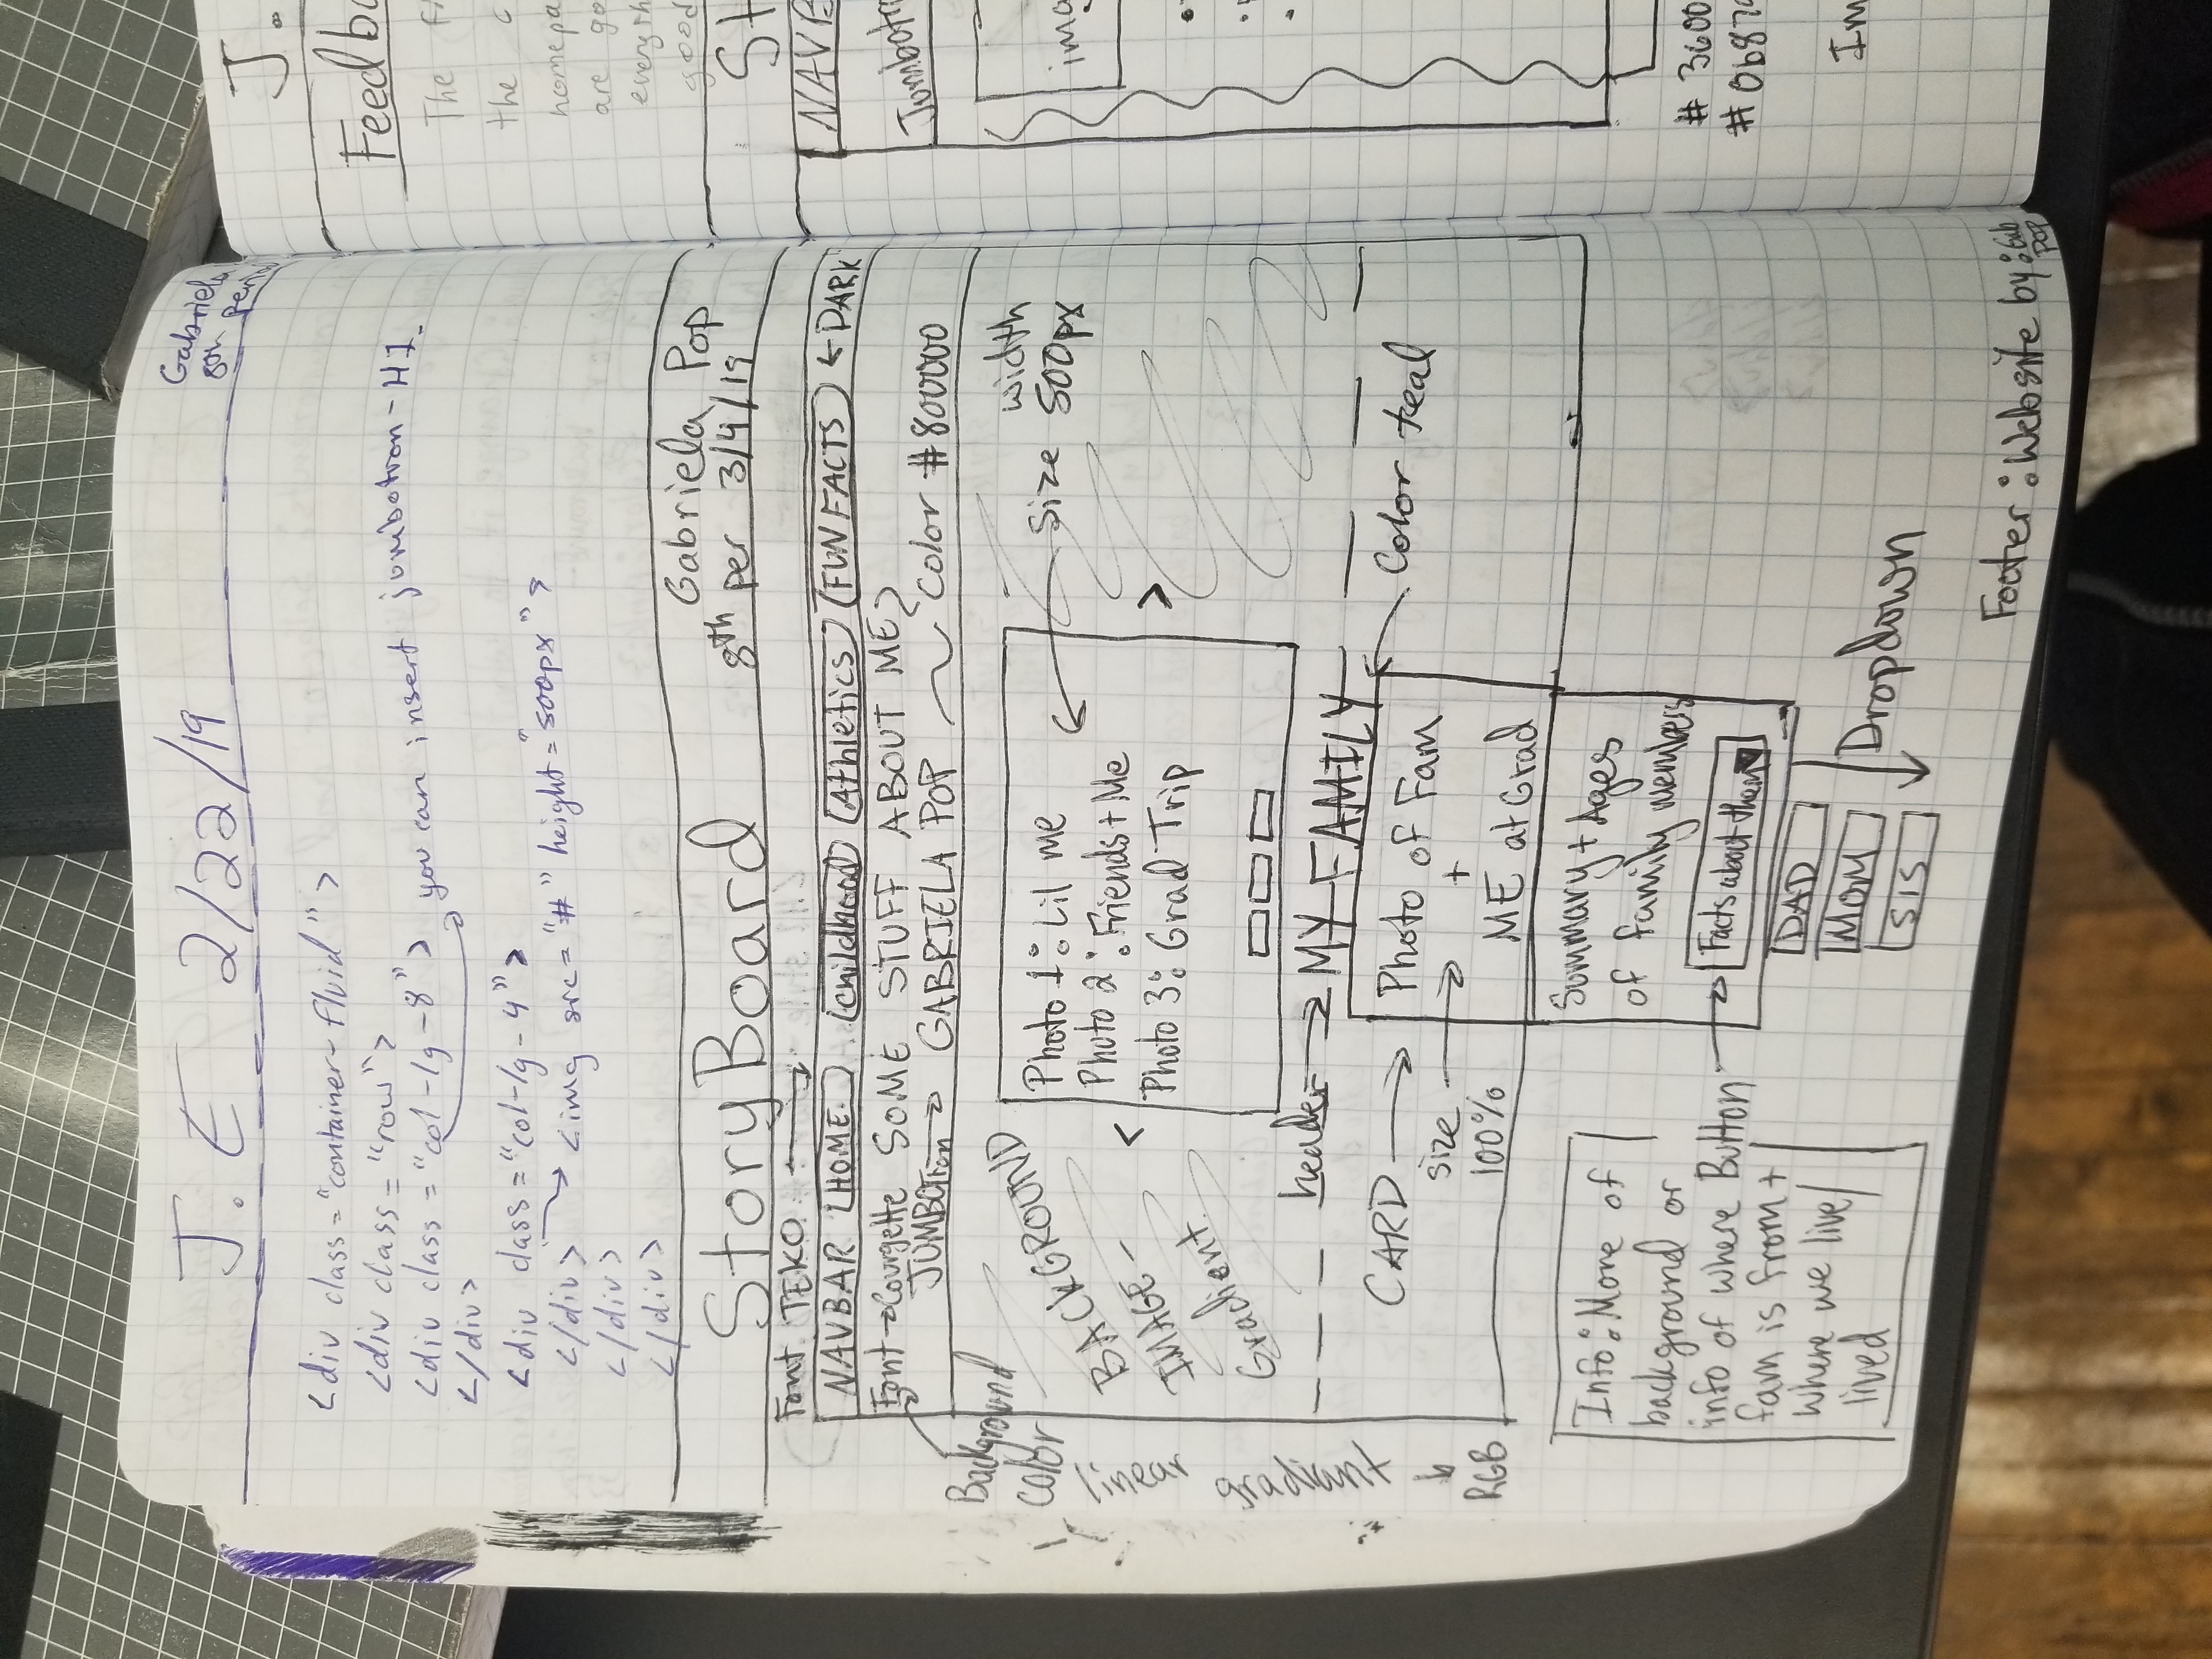 J.E 2/22/19
Gabriela
8th period
<div class="container-fluid">
<div class="row">
<div class="col-lg-8"> you can insert jumbotron-H1.
</div>
<div class="col-lg-4">
</div> <img src="#" height="500px">
</div>
</div>
StoryBoard
Gabriela Pop
8th per 3/4/19
Font TEKO
NAVBAR HOME childhood Athletics FUN FACTS ← DARK
Font → Courgette SOME STUFF ABOUT ME
JUMBOTron → GABRIELA POP Color #800000
Background
color
linear
gradiant
RGB
BACKGROUND
IMAGE-
Gradient.
<
Photo 1: Lil me
Photo 2: Friends + Me
Photo 3: Grad Trip
>
width
Size 500px
header → MY FAMILY
CARD →
size →
100%
Photo of Fam
+
ME at Grad
Color teal
Summary + Ages
of family members
Button → Facts about them
DAD
MOM
SIS
Dropdown
Info: More of
background or
info of where
fam is from +
where we live/
lived
Footer: Website by: Gab
POP
J.
Feedba
The fi
the c
homepa
are go
everyth
good
St
NAVB
Jumbotr
ima
# 3600
# 0b87
Im